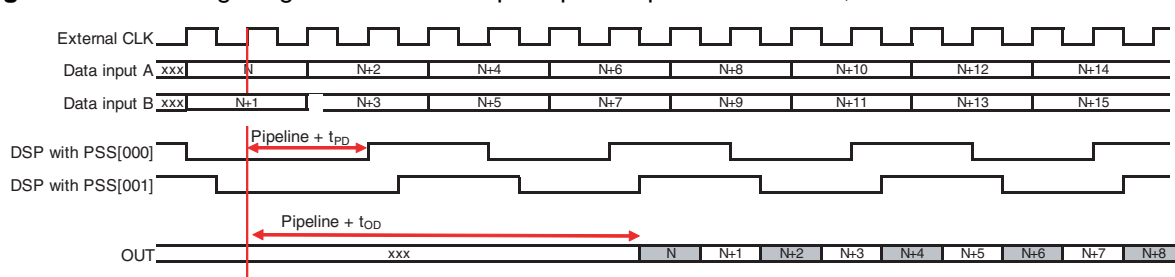 External CLK
Data input A xxx N N+2 N+4 N+6 N+8 N+10 N+12 N+14
Data input B xxx N+1 N+3 N+5 N+7 N+9 N+11 N+13 N+15
Pipeline + tPD
DSP with PSS[000]
DSP with PSS[001]
Pipeline + tOD
OUT xxx N N+1 N+2 N+3 N+4 N+5 N+6 N+7 N+8